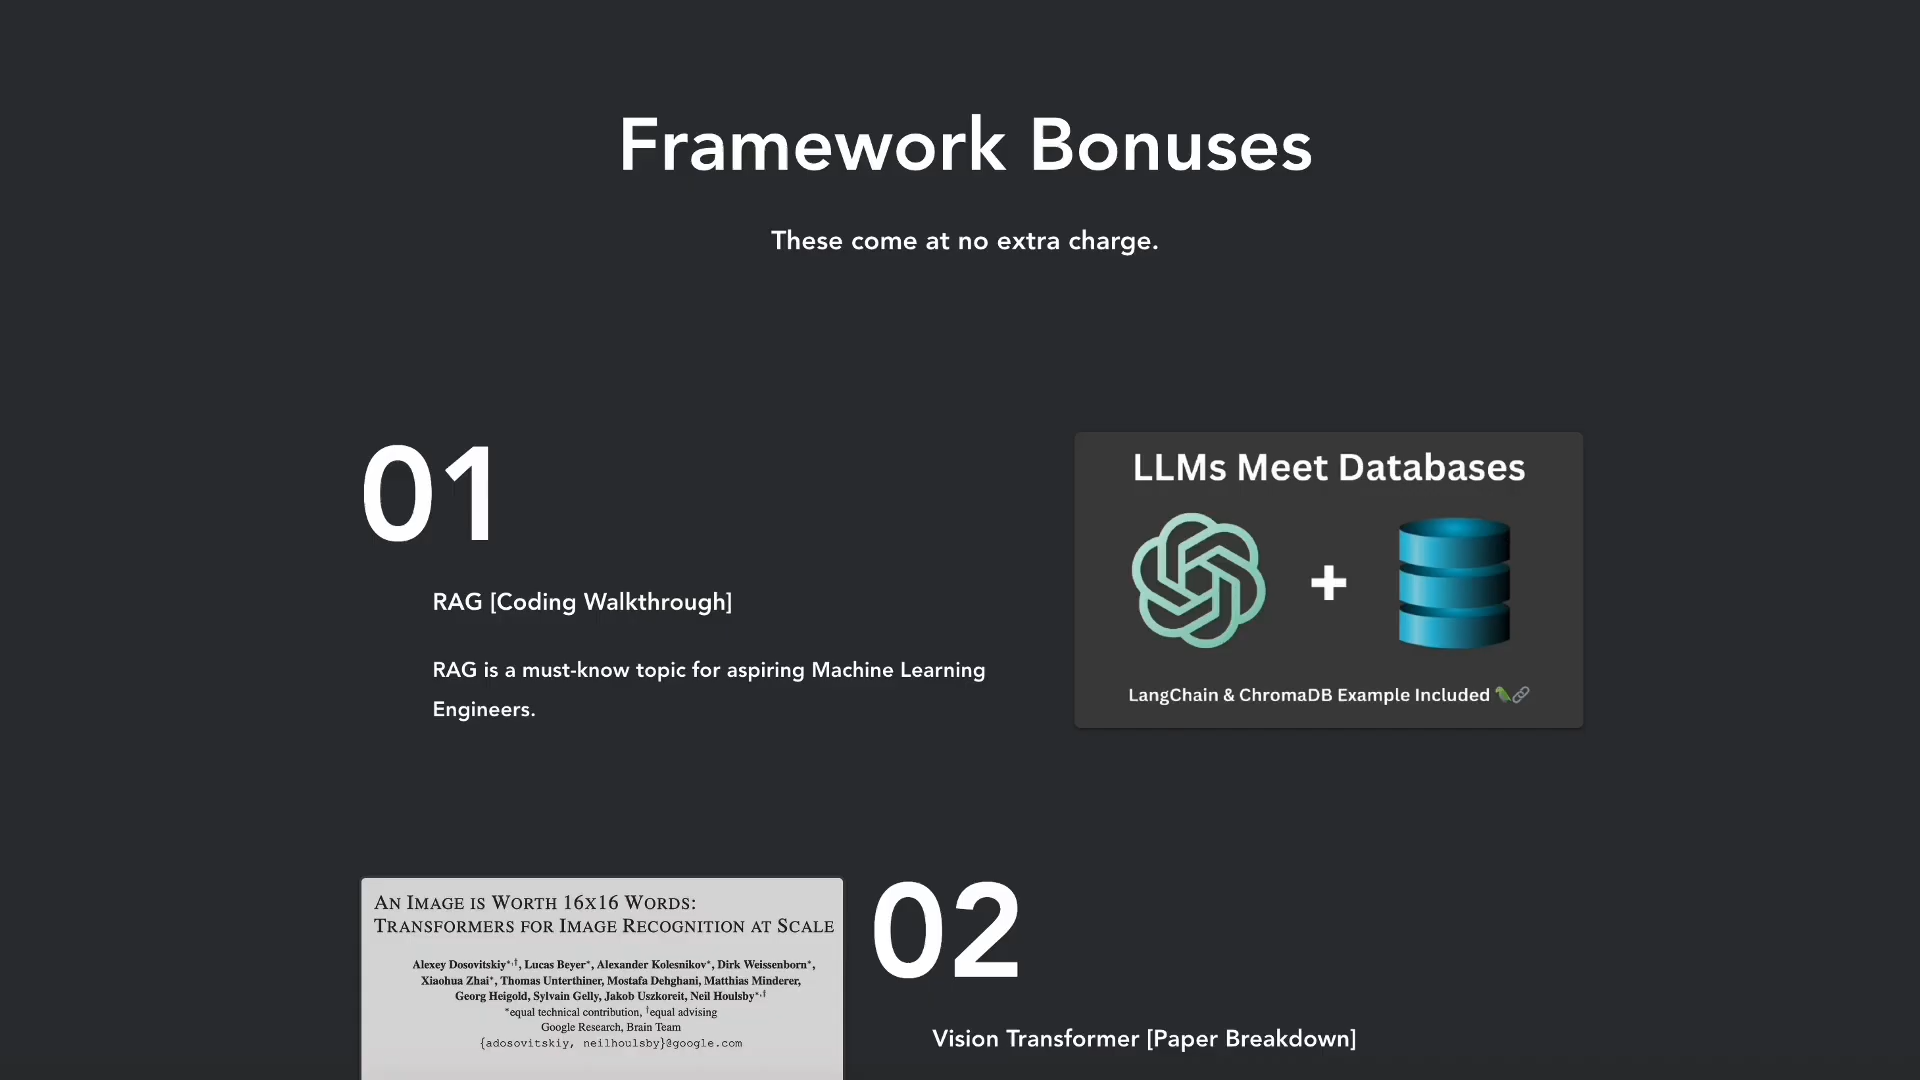 Framework Bonuses
These come at no extra charge.
01
RAG [Coding Walkthrough]
RAG is a must-know topic for aspiring Machine Learning
Engineers.
LLMs Meet Databases
+
LangChain & ChromaDB Example Included 🦜🔗
AN IMAGE IS WORTH 16X16 WORDS:
TRANSFORMERS FOR IMAGE RECOGNITION AT SCALE
Alexey Dosovitskiy*,†, Lucas Beyer*, Alexander Kolesnikov*, Dirk Weissenborn*,
Xiaohua Zhai*, Thomas Unterthiner, Mostafa Dehghani, Matthias Minderer,
Georg Heigold, Sylvain Gelly, Jakob Uszkoreit, Neil Houlsby*,†
*equal technical contribution, †equal advising
Google Research, Brain Team
{adosovitskiy, neilhoulsby}@google.com
02
Vision Transformer [Paper Breakdown]